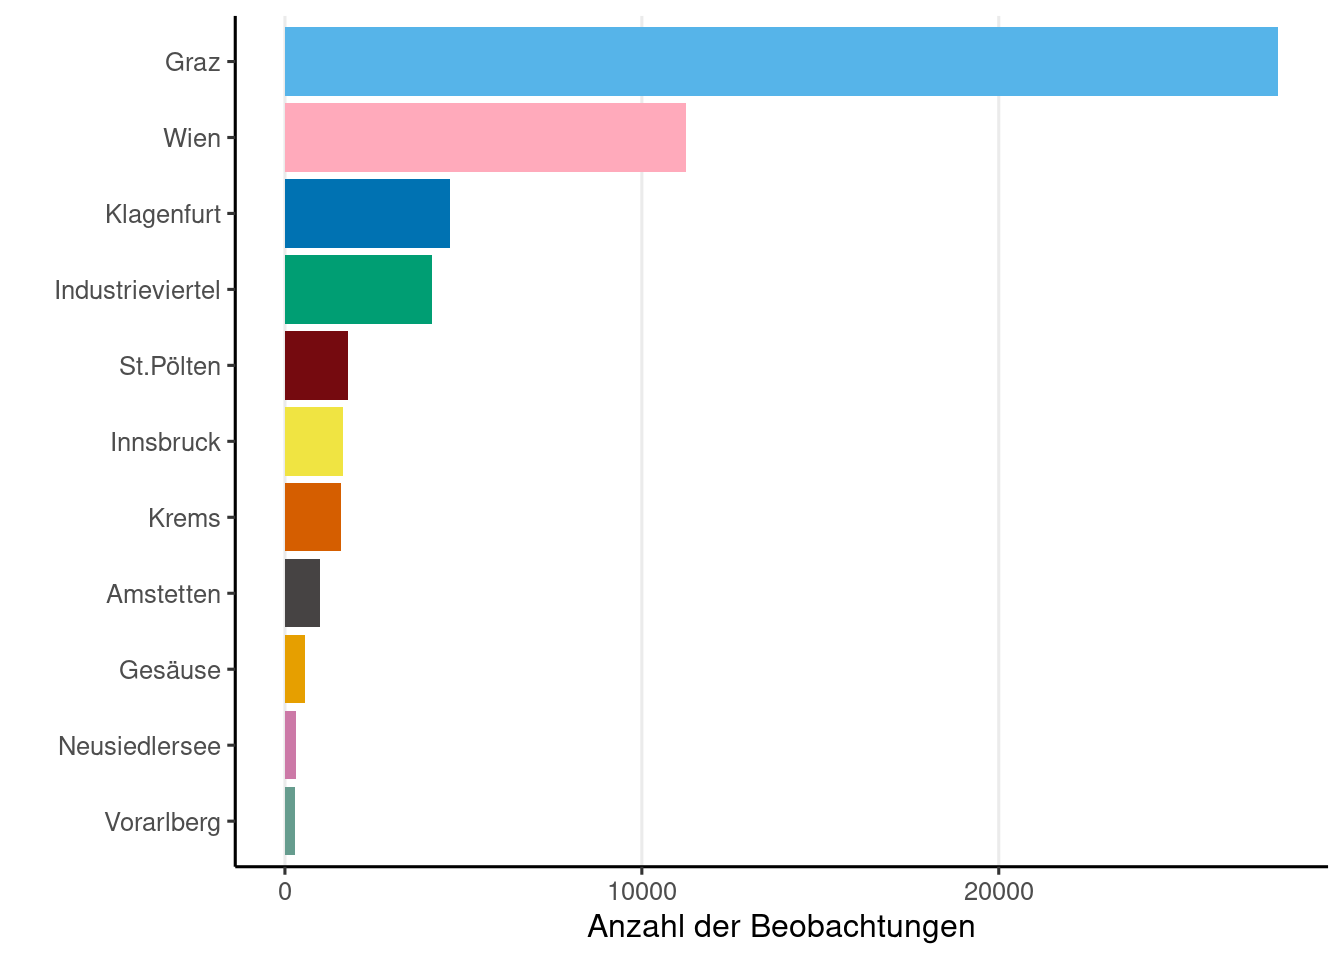 Graz
Wien
Klagenfurt
Industrieviertel
St.Pölten
Innsbruck
Krems
Amstetten
Gesäuse
Neusiedlersee
Vorarlberg
0 10000 20000
Anzahl der Beobachtungen